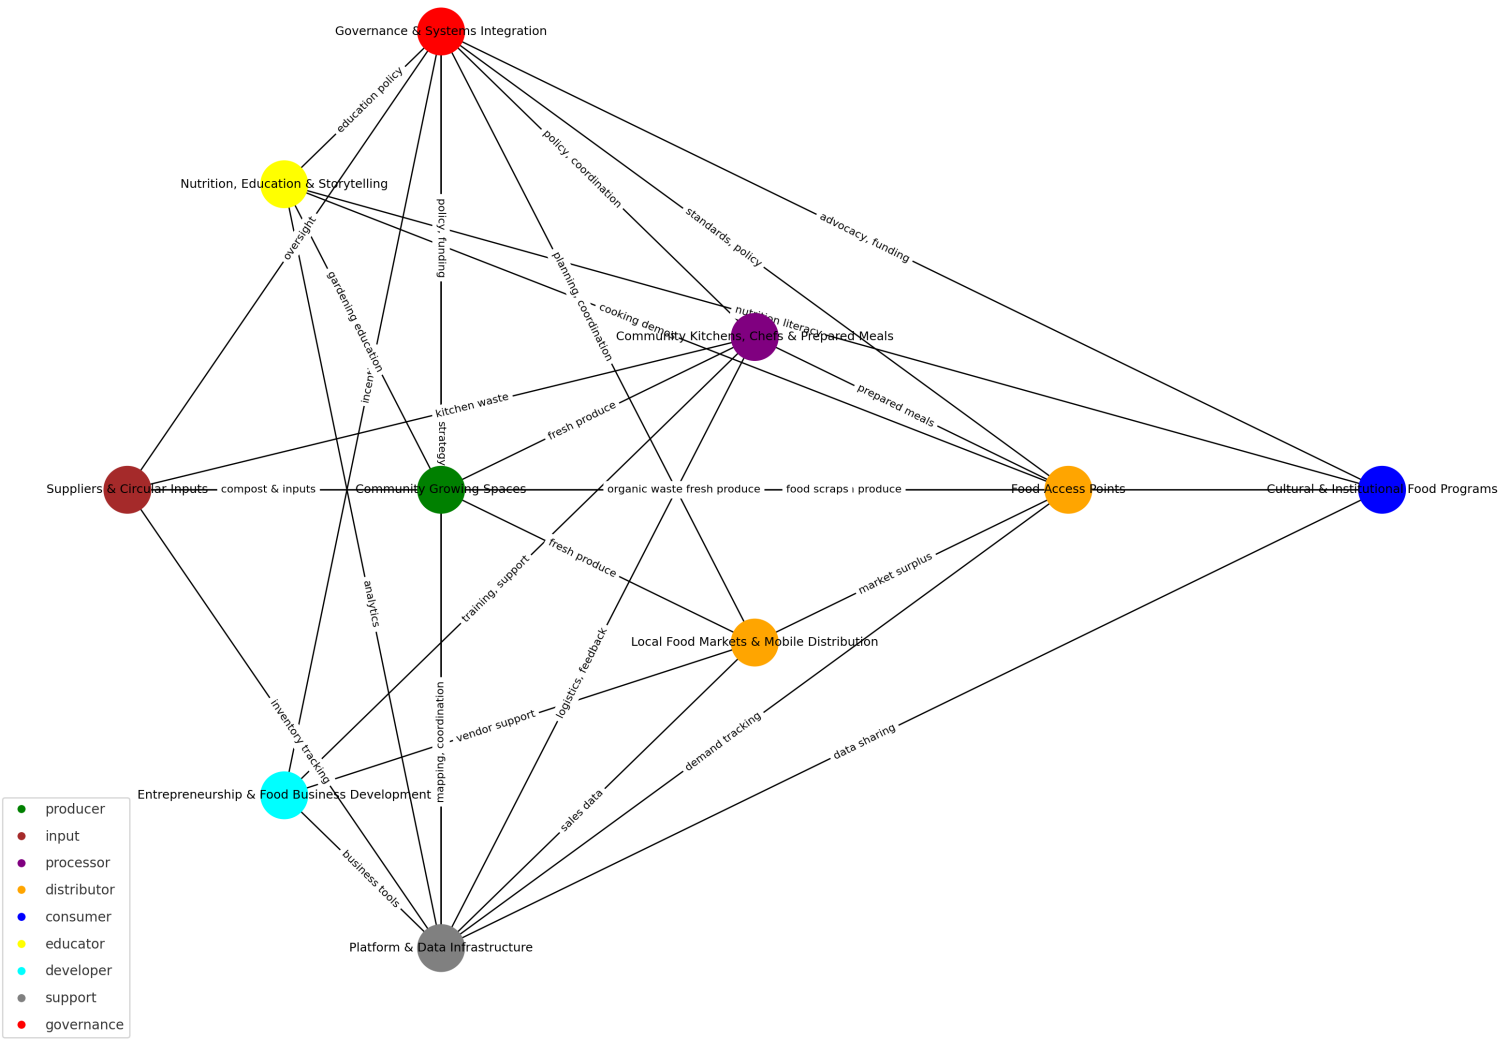 Governance & Systems Integration
education policy
policy, coordination
Nutrition, Education & Storytelling
standards, policy
advocacy, funding
oversight
policy, funding
planning, coordination
gardening education
cooking demos
nutrition literacy
Community Kitchens, Chefs & Prepared Meals
kitchen waste
prepared meals
fresh produce
strategy
Suppliers & Circular Inputs
compost & inputs
Community Growing Spaces
organic waste
fresh produce
food scraps
produce
Food Access Points
Cultural & Institutional Food Programs
fresh produce
market surplus
training, support
analytics
Local Food Markets & Mobile Distribution
logistics, feedback
vendor support
inventory tracking
mapping, coordination
demand tracking
data sharing
Entrepreneurship & Food Business Development
sales data
business tools
Platform & Data Infrastructure
producer
input
processor
distributor
consumer
educator
developer
support
governance